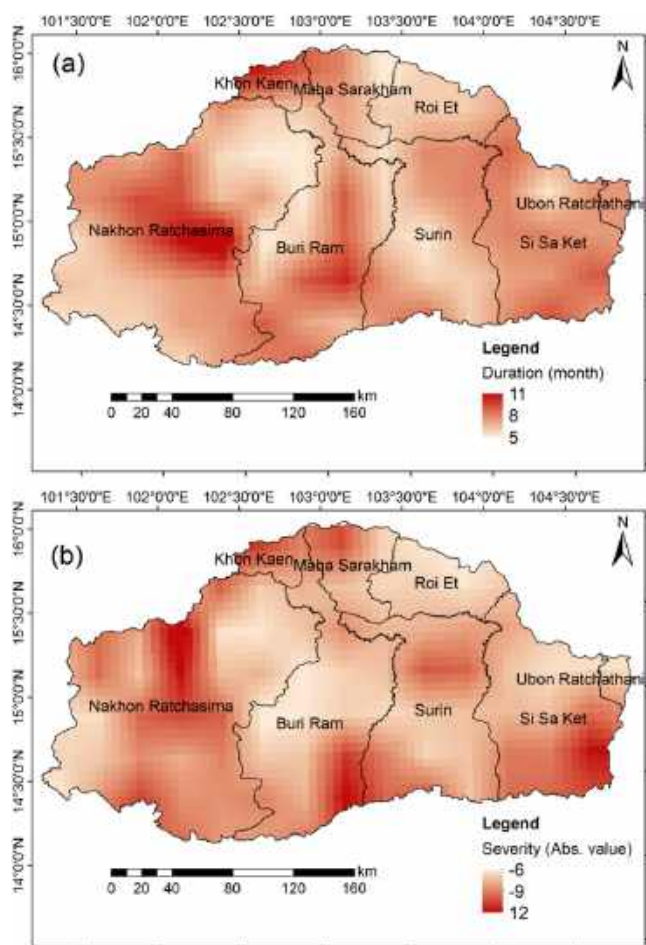 101°30'0"E 102°0'0"E 102°30'0"E 103°0'0"E 103°30'0"E 104°0'0"E 104°30'0"E
(a)
N
16°0'0"N
15°30'0"N
15°0'0"N
14°30'0"N
14°0'0"N
Khon Kaen
Maha Sarakham
Roi Et
Ubon Ratchathani
Nakhon Ratchasima
Buri Ram
Surin
Si Sa Ket
Legend
Duration (month)
11
8
5
km
0 10 20 40 80 120 160
101°30'0"E 102°0'0"E 102°30'0"E 103°0'0"E 103°30'0"E 104°0'0"E 104°30'0"E
(b)
N
16°0'0"N
15°30'0"N
15°0'0"N
14°30'0"N
14°0'0"N
Khon Kaen
Maha Sarakham
Roi Et
Ubon Ratchathani
Nakhon Ratchasima
Buri Ram
Surin
Si Sa Ket
Legend
Severity (Abs. value)
-6
-9
12
km
0 10 20 40 80 120 160